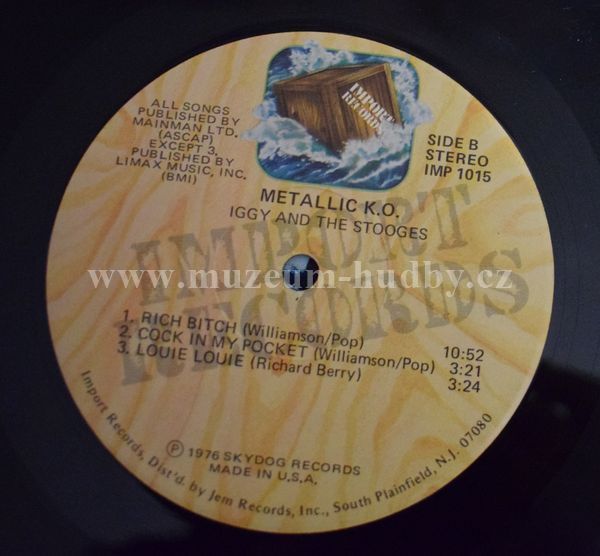 ALL SONGS
PUBLISHED BY
MAINMAN LTD.
(ASCAP)
EXCEPT 3,
PUBLISHED BY
LIMAX MUSIC, INC.
(BMI)
IMPORT
RECORDS
SIDE B
STEREO
IMP 1015
METALLIC K.O.
IGGY AND THE STOOGES
IMPORT
RECORDS
www.muzeum-hudby.cz
1. RICH BITCH (Williamson/Pop) 10:52
2. COCK IN MY POCKET (Williamson/Pop) 3:21
3. LOUIE LOUIE (Richard Berry) 3:24
Ⓟ 1976 SKYDOG RECORDS
MADE IN U.S.A.
Import Records, Dist'd. by Jem Records, Inc., South Plainfield, N.J. 07080